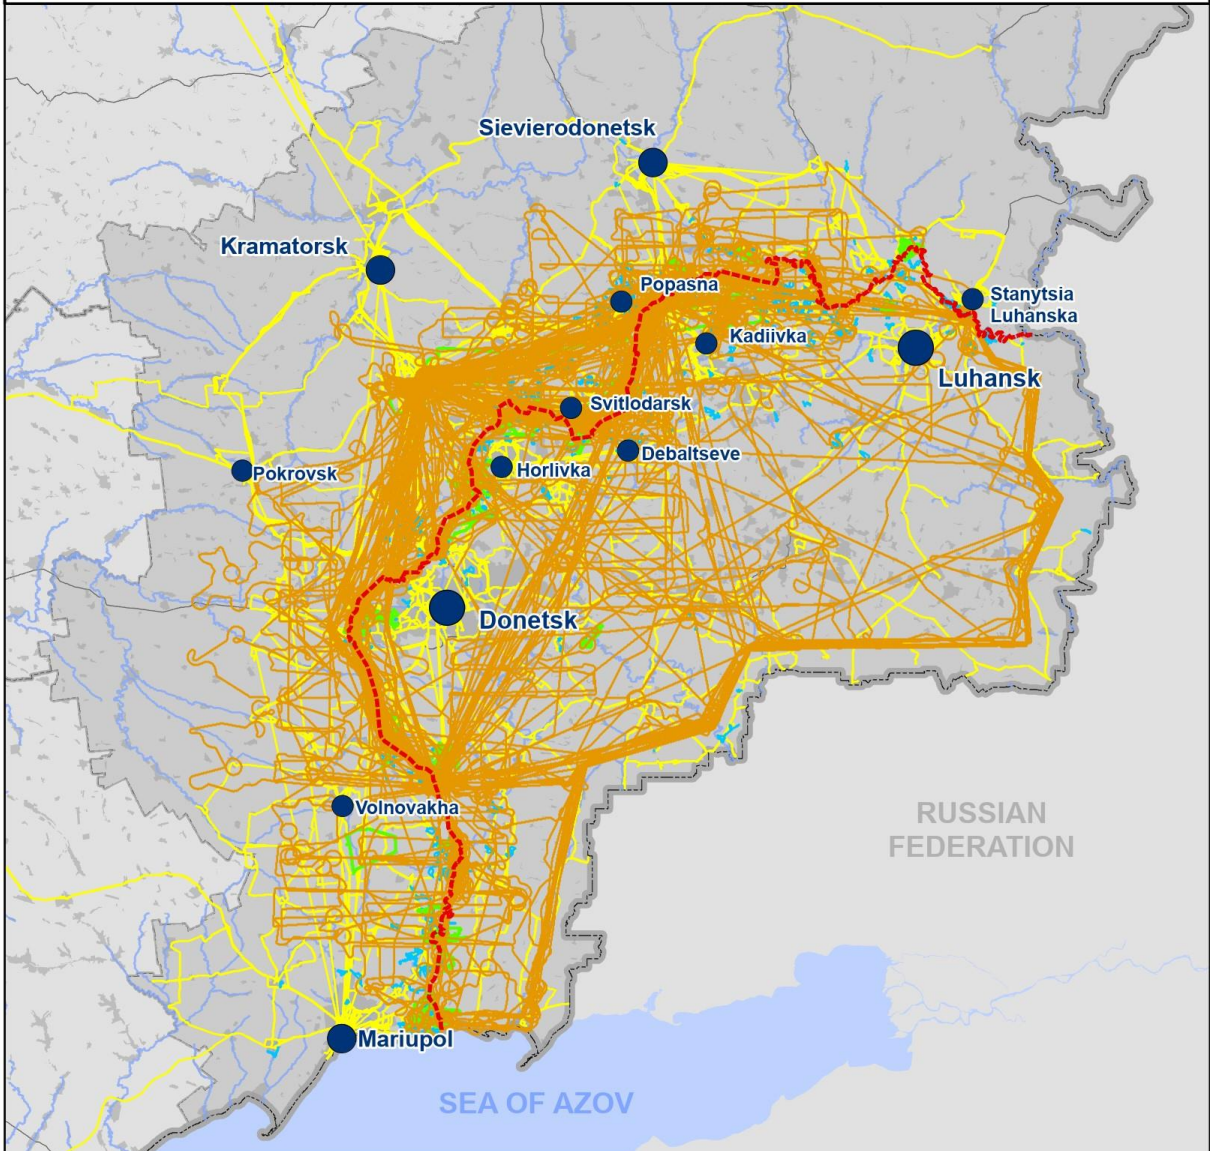 Sievierodonetsk
Kramatorsk
Popasna
Stanytsia
Luhanska
Kadiivka
Luhansk
Svitlodarsk
Debaltseve
Horlivka
Pokrovsk
Donetsk
Volnovakha
RUSSIAN
FEDERATION
Mariupol
SEA OF AZOV